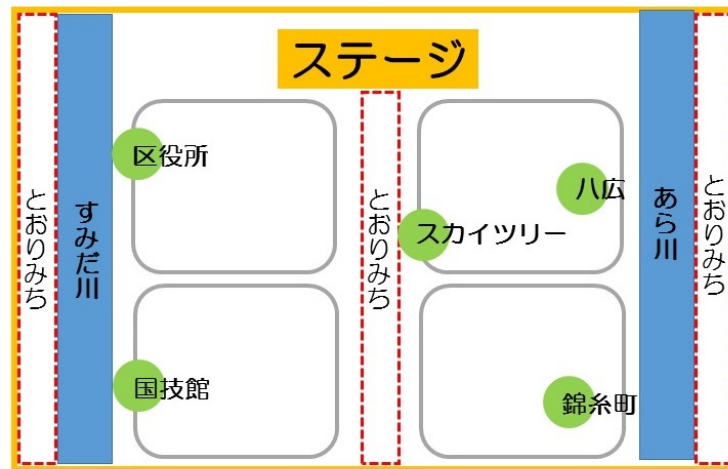 ステージ
区役所
八広
スカイツリー
国技館
錦糸町
とおりみち
すみだ川
とおりみち
あら川
とおりみち